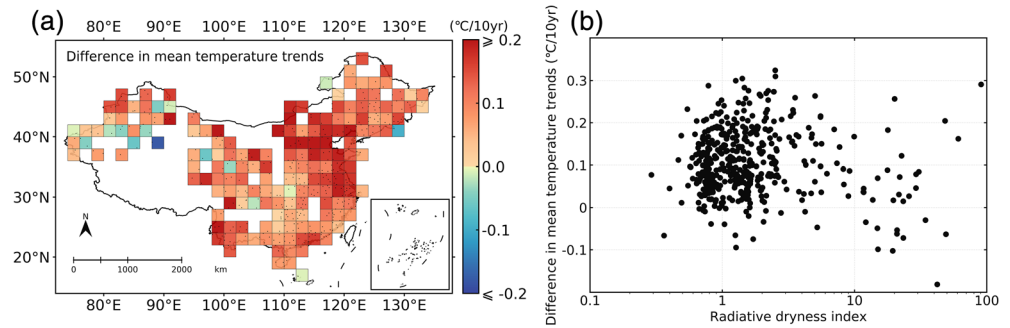 (a)
80°E 90°E 100°E 110°E 120°E 130°E
(°C/10yr)
Difference in mean temperature trends
50°N
40°N
30°N
20°N
N
0 1000 2000 km
80°E 90°E 100°E 110°E 120°E 130°E
⩾ 0.2
0.1
0.0
-0.1
⩽ -0.2
(b)
Difference in mean temperature trends (°C/10yr)
0.3
0.2
0.1
0
-0.1
0.1 1 10 100
Radiative dryness index